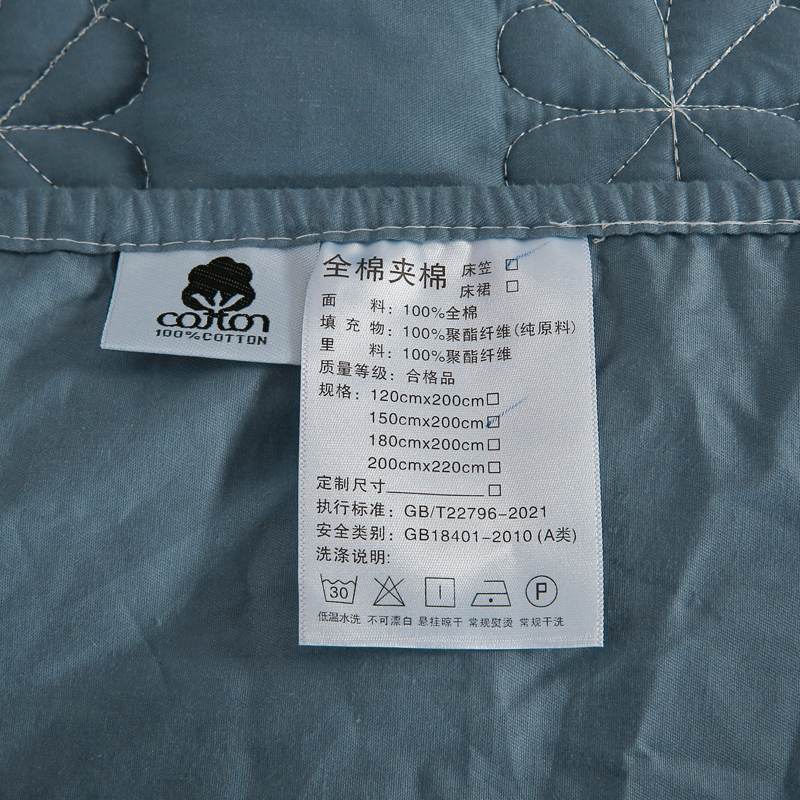 cotton
100%COTTON
全棉夹棉 床笠
床裙
面 料: 100%全棉
填 充 物: 100%聚酯纤维(纯原料)
里 料: 100%聚酯纤维
质量等级: 合格品
规格: 120cmx200cm
150cmx200cm
180cmx200cm
200cmx220cm
定制尺寸
执行标准: GB/T22796-2021
安全类别: GB18401-2010(A类)
洗涤说明:
30 P
低温水洗 不可漂白 悬挂晾干 常规熨烫 常规干洗